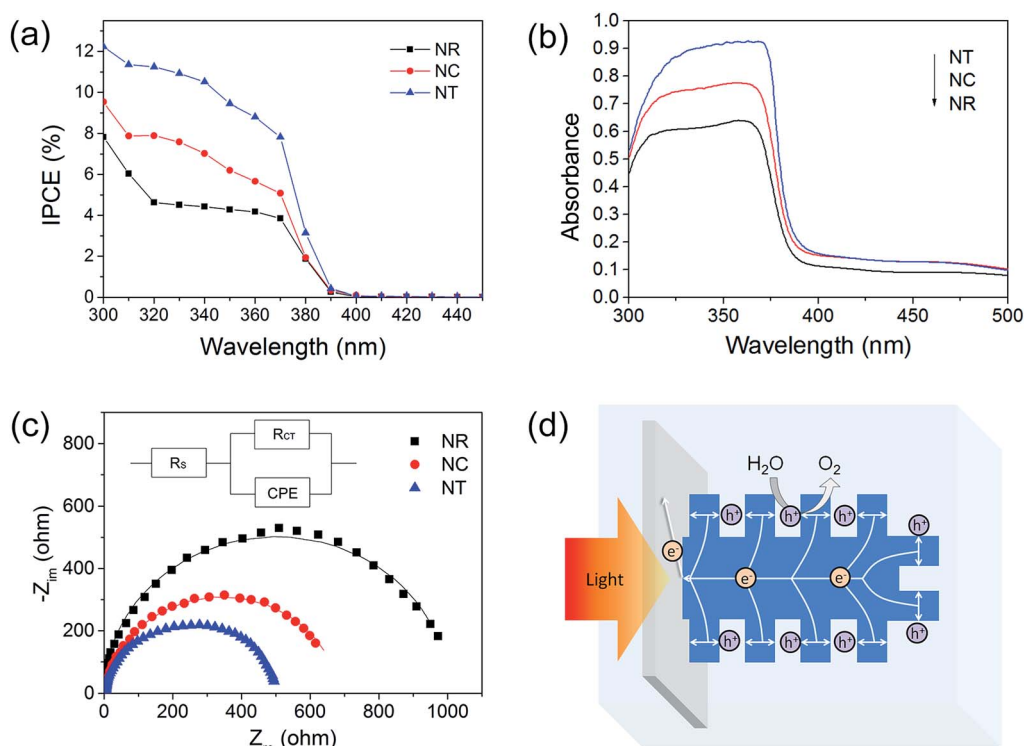 (a)
NR
NC
NT
IPCE (%)
12
10
8
6
4
2
0
300 320 340 360 380 400 420 440
Wavelength (nm)
(b)
NT
NC
NR
Absorbance
1.0
0.9
0.8
0.7
0.6
0.5
0.4
0.3
0.2
0.1
0.0
300 350 400 450 500
Wavelength (nm)
(c)
RCT
RS
CPE
NR
NC
NT
-Zim (ohm)
800
600
400
200
0
0 200 400 600 800 1000
(ohm)
(d)
H2O O2
h+ h+ h+ h+
e-
Light
e- e-
h+ h+ h+ h+